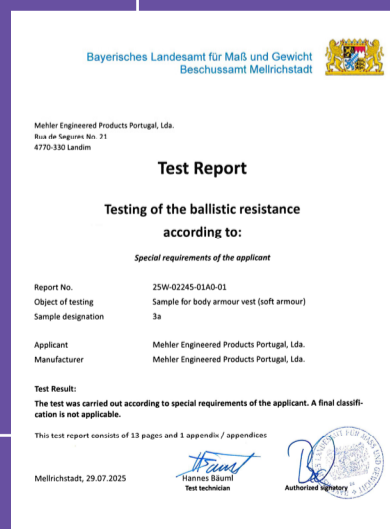 Bayerisches Landesamt für Maß und Gewicht
Beschussamt Mellrichstadt
Mehler Engineered Products Portugal, Lda.
Rua de Segures No. 21
4770-330 Landim
Test Report
Testing of the ballistic resistance
according to:
Special requirements of the applicant
Report No. 25W-02245-01A0-01
Object of testing Sample for body armour vest (soft armour)
Sample designation 3a
Applicant Mehler Engineered Products Portugal, Lda.
Manufacturer Mehler Engineered Products Portugal, Lda.
Test Result:
The test was carried out according to special requirements of the applicant. A final classifi-
cation is not applicable.
This test report consists of 13 pages and 1 appendix / appendices
Mellrichstadt, 29.07.2025
Hannes Bäuml
Test technician
Authorized signatory